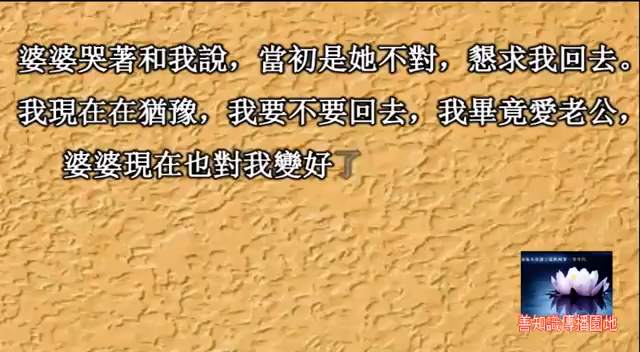 婆婆哭著和我說，當初是她不對，懇求我回去。
我現在在猶豫，我要不要回去，我畢竟愛老公，
婆婆現在也對我變好了
善知識傳播園地